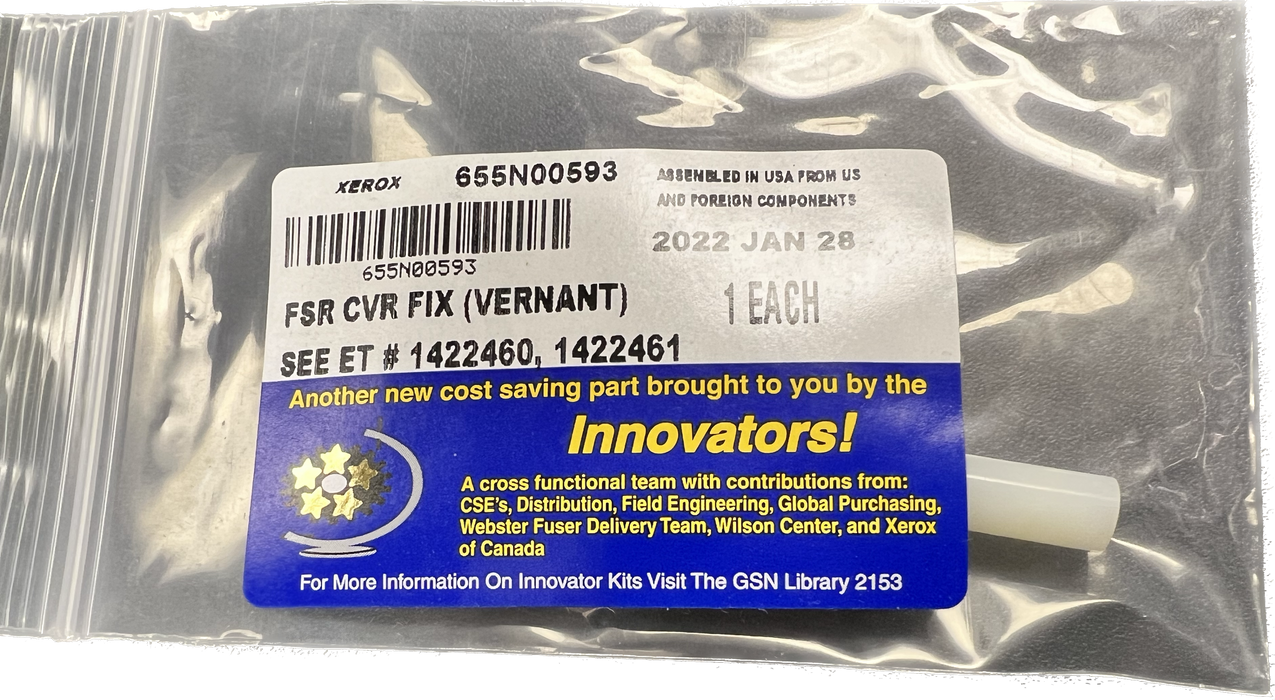 XEROX 655N00593
655N00593
FSR CVR FIX (VERNANT)
SEE ET # 1422460, 1422461
ASSEMBLED IN USA FROM US
AND FOREIGN COMPONENTS
2022 JAN 28
1 EACH
Another new cost saving part brought to you by the
Innovators!
A cross functional team with contributions from:
CSE's, Distribution, Field Engineering, Global Purchasing,
Webster Fuser Delivery Team, Wilson Center, and Xerox
of Canada
For More Information On Innovator Kits Visit The GSN Library 2153